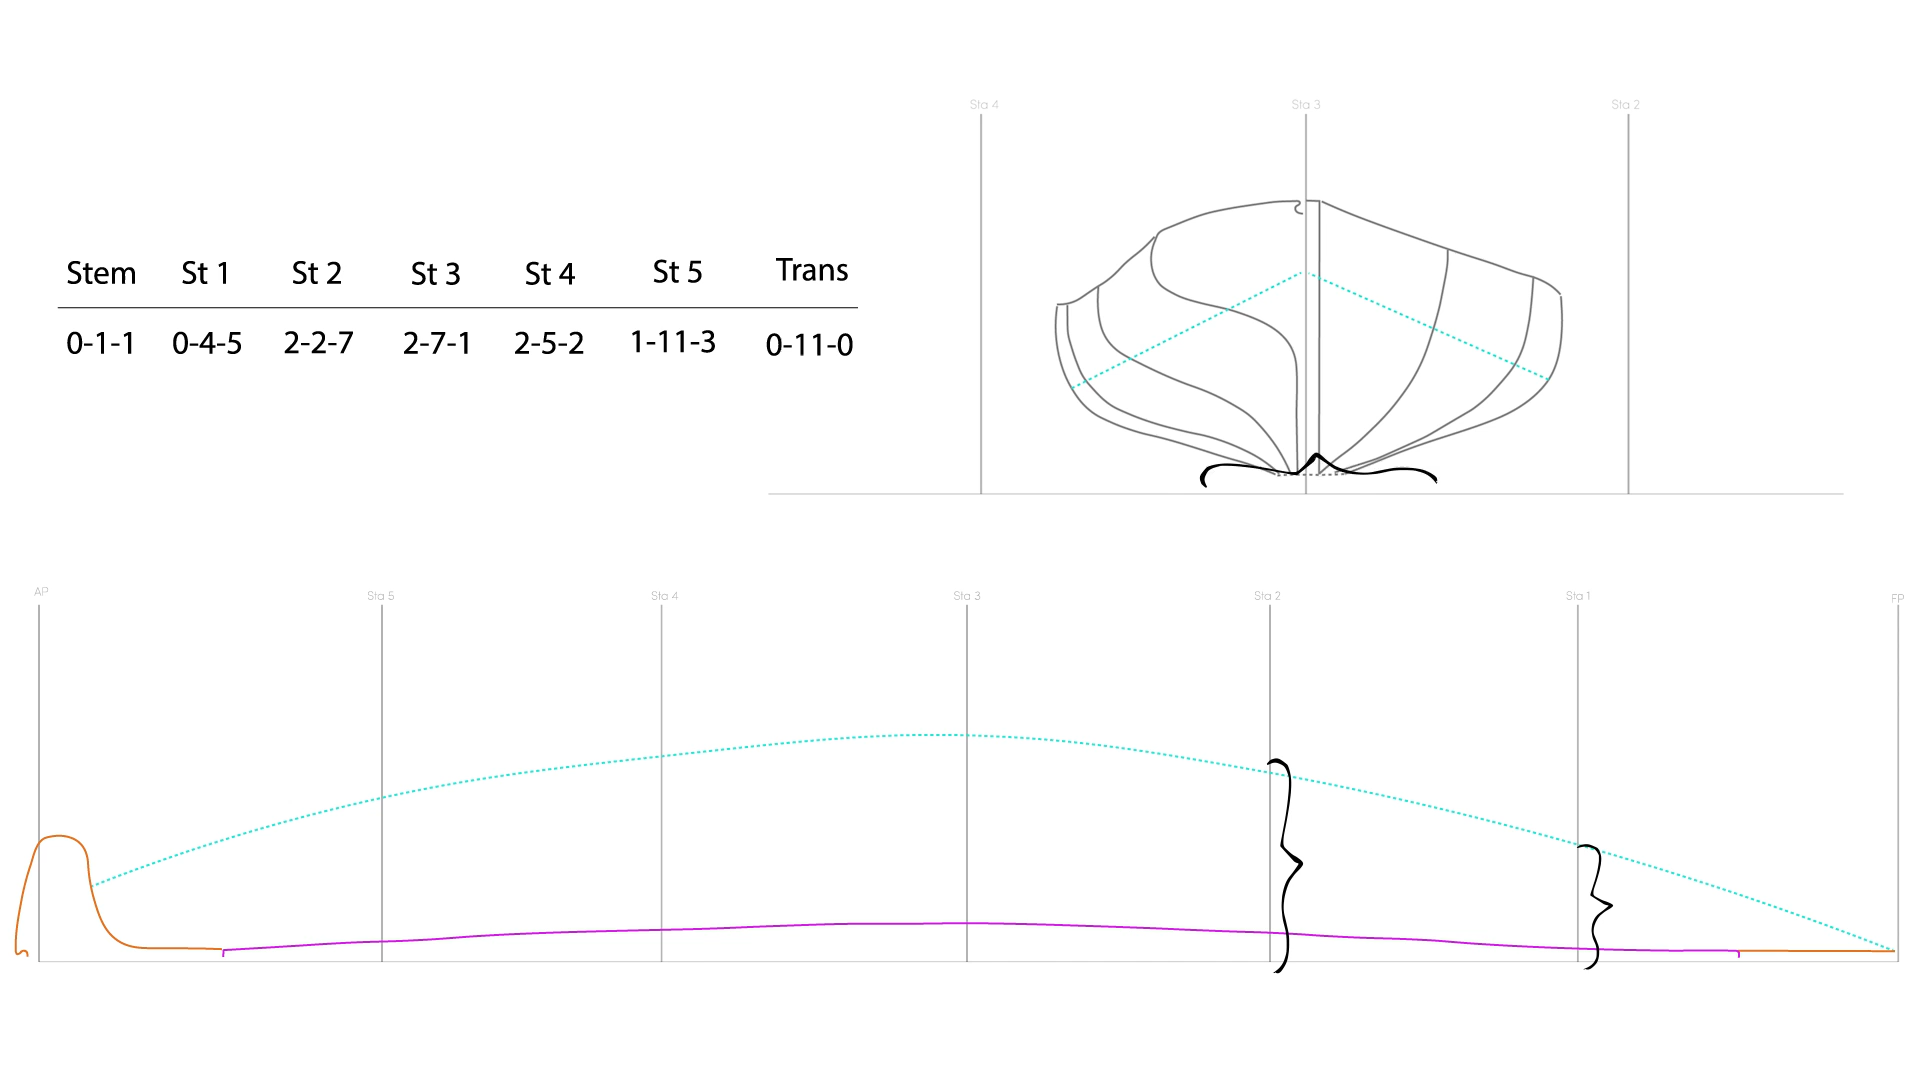 Sta 4 Sta 3 Sta 2
Stem St 1 St 2 St 3 St 4 St 5 Trans
0-1-1 0-4-5 2-2-7 2-7-1 2-5-2 1-11-3 0-11-0
AP Sta 5 Sta 4 Sta 3 Sta 2 Sta 1 FP